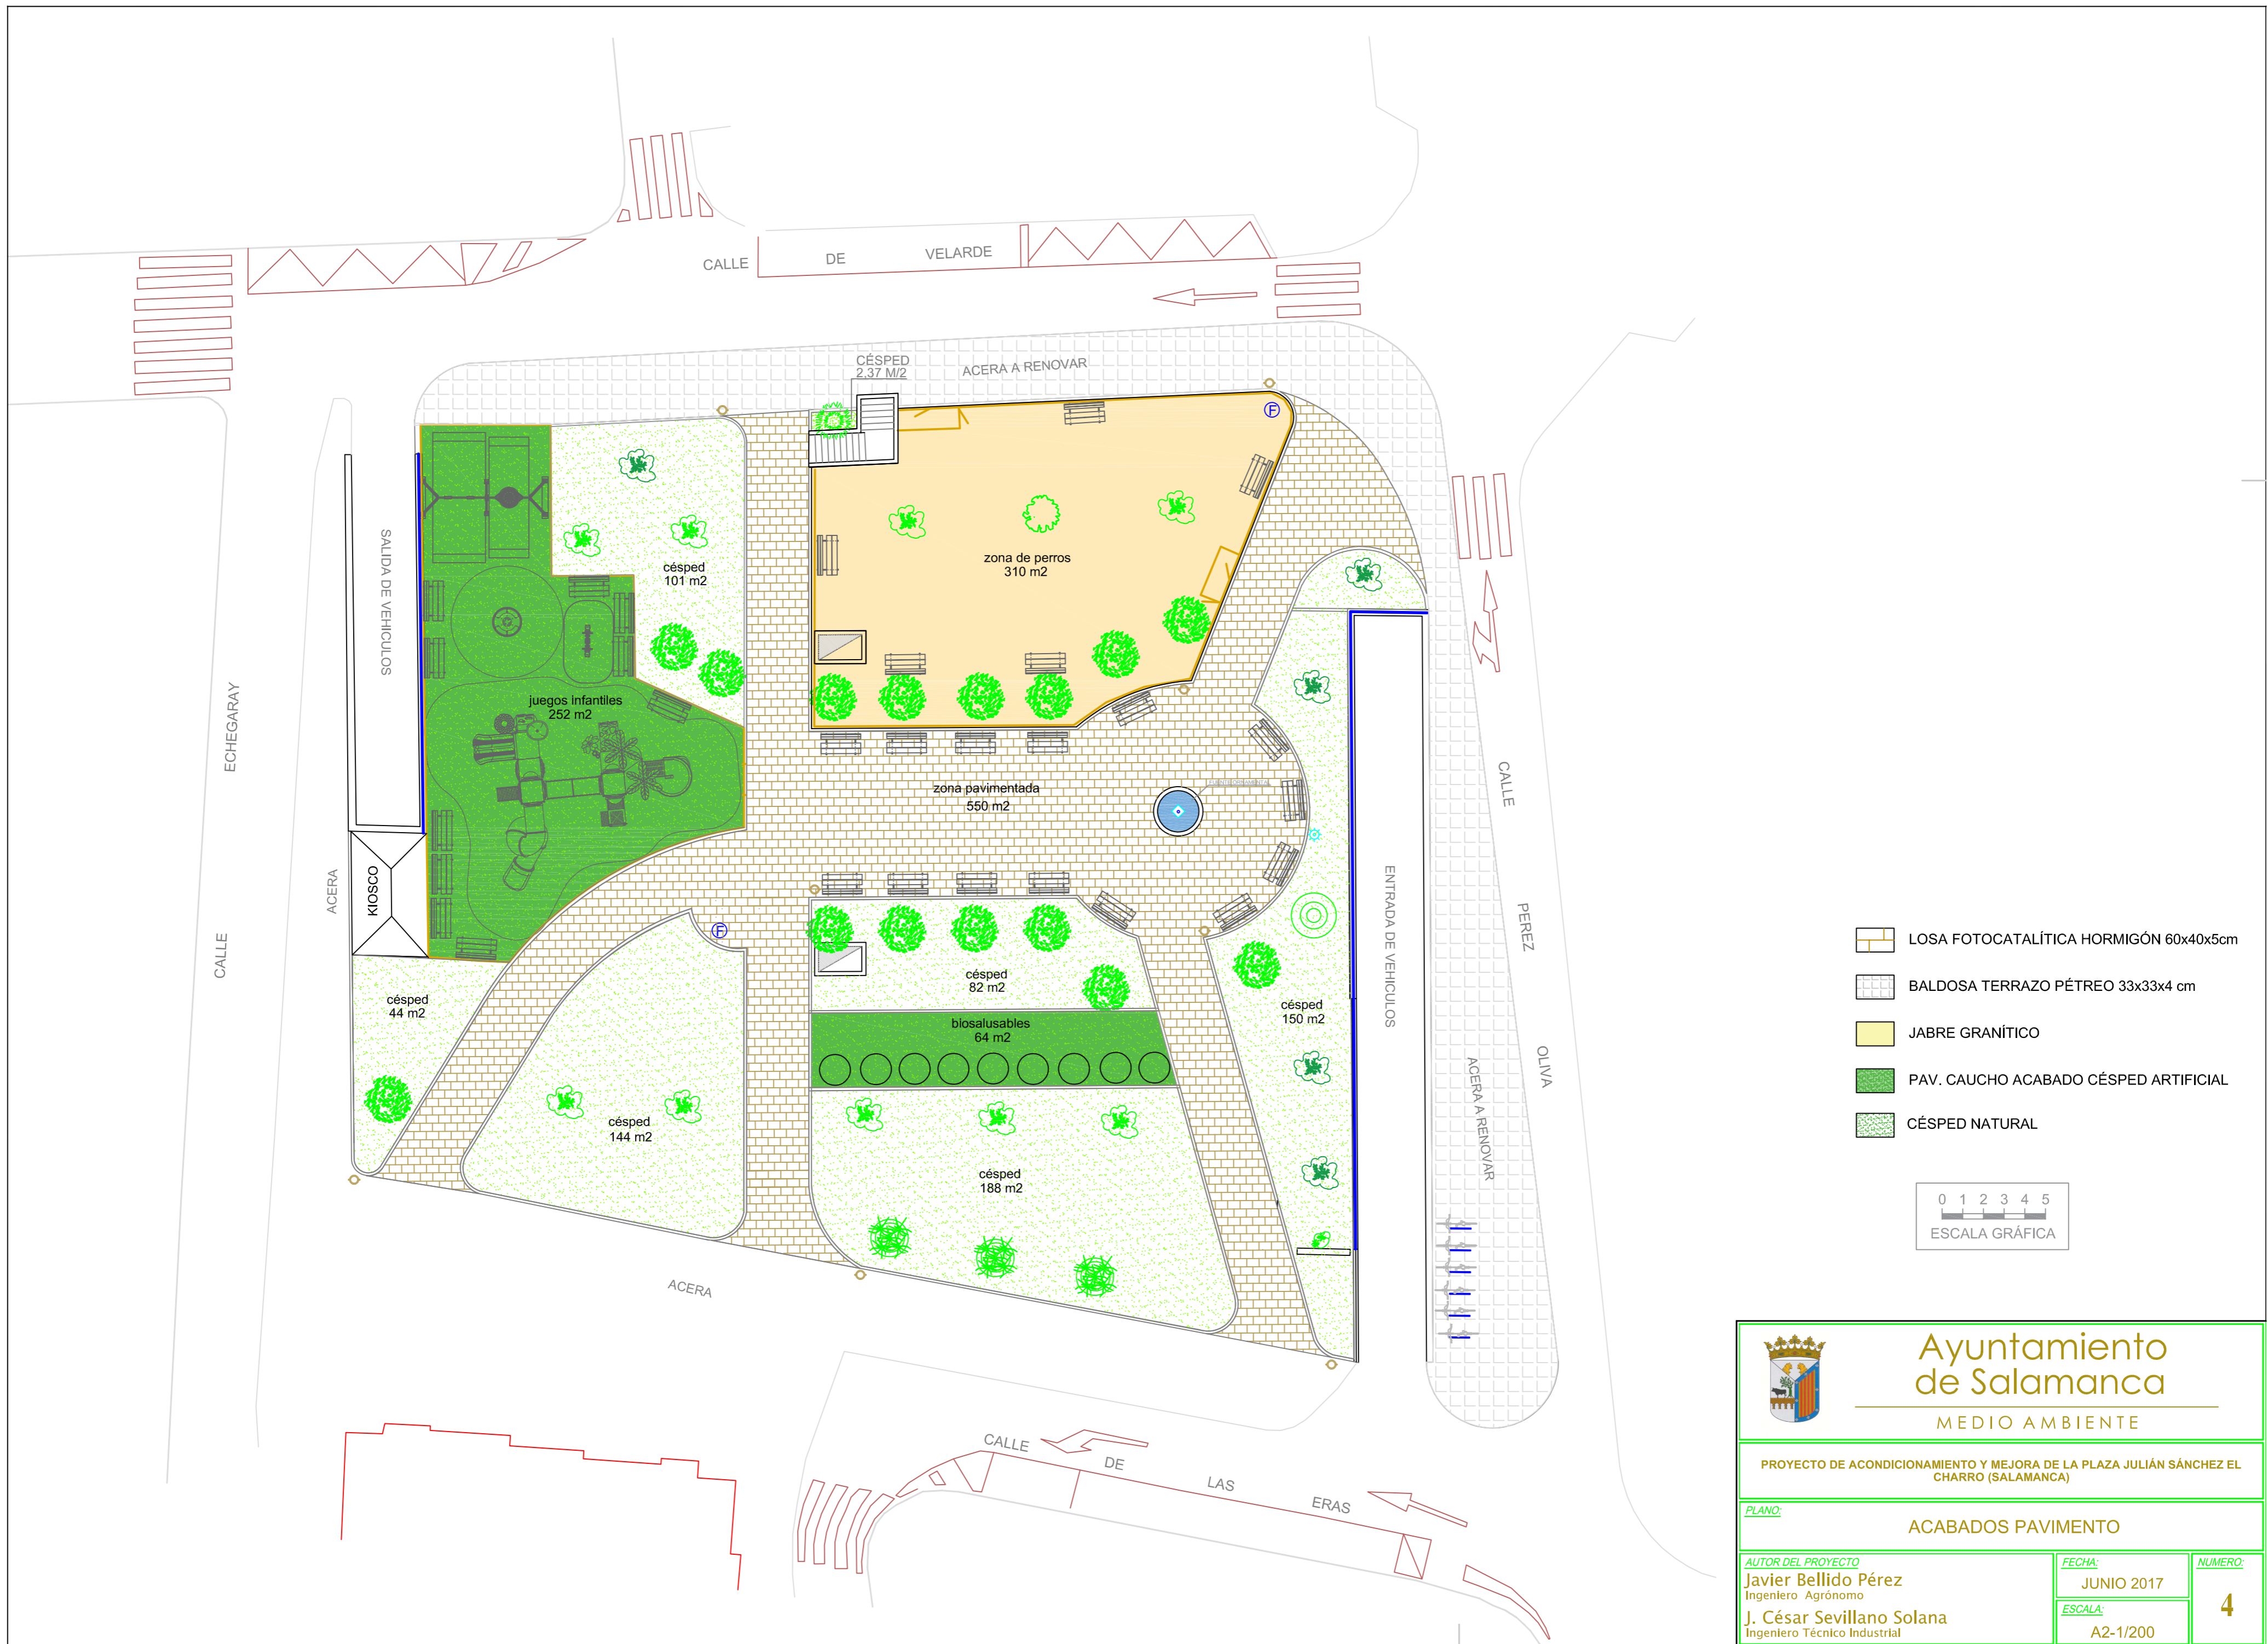 CALLE DE VELARDE
CÉSPED
2.37 M/2
ACERA A RENOVAR
SALIDA DE VEHICULOS
césped
101 m2
zona de perros
310 m2
F
juegos infantiles
252 m2
zona pavimentada
550 m2
CALLE ECHEGARAY
ACERA
KIOSCO
F
césped
44 m2
césped
82 m2
biosalusables
64 m2
césped
150 m2
césped
144 m2
césped
188 m2
ENTRADA DE VEHICULOS
CALLE PEREZ OLIVA
ACERA A RENOVAR
ACERA
CALLE DE LAS ERAS
LOSA FOTOCATALÍTICA HORMIGÓN 60x40x5cm
BALDOSA TERRAZO PÉTREO 33x33x4 cm
JABRE GRANÍTICO
PAV. CAUCHO ACABADO CÉSPED ARTIFICIAL
CÉSPED NATURAL
0 1 2 3 4 5
ESCALA GRÁFICA
Ayuntamiento
de Salamanca
MEDIO AMBIENTE
PROYECTO DE ACONDICIONAMIENTO Y MEJORA DE LA PLAZA JULIÁN SÁNCHEZ EL
CHARRO (SALAMANCA)
PLANO:
ACABADOS PAVIMENTO
AUTOR DEL PROYECTO
Javier Bellido Pérez
Ingeniero Agrónomo
J. César Sevillano Solana
Ingeniero Técnico Industrial
FECHA:
JUNIO 2017
ESCALA:
A2-1/200
NUMERO:
4